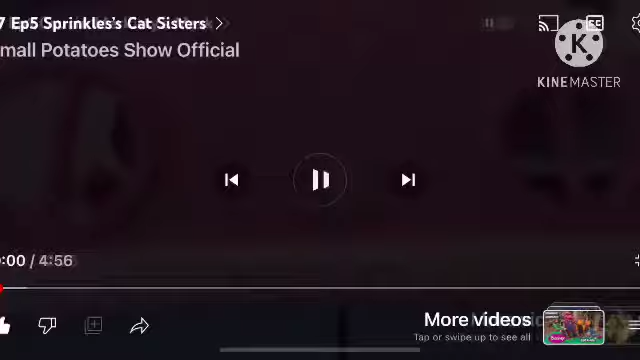 7 Ep5 Sprinkles's Cat Sisters
mall Potatoes Show Official
CC
K
KINEMASTER
:00 / 4:56
More videos
Tap or swipe up to see all